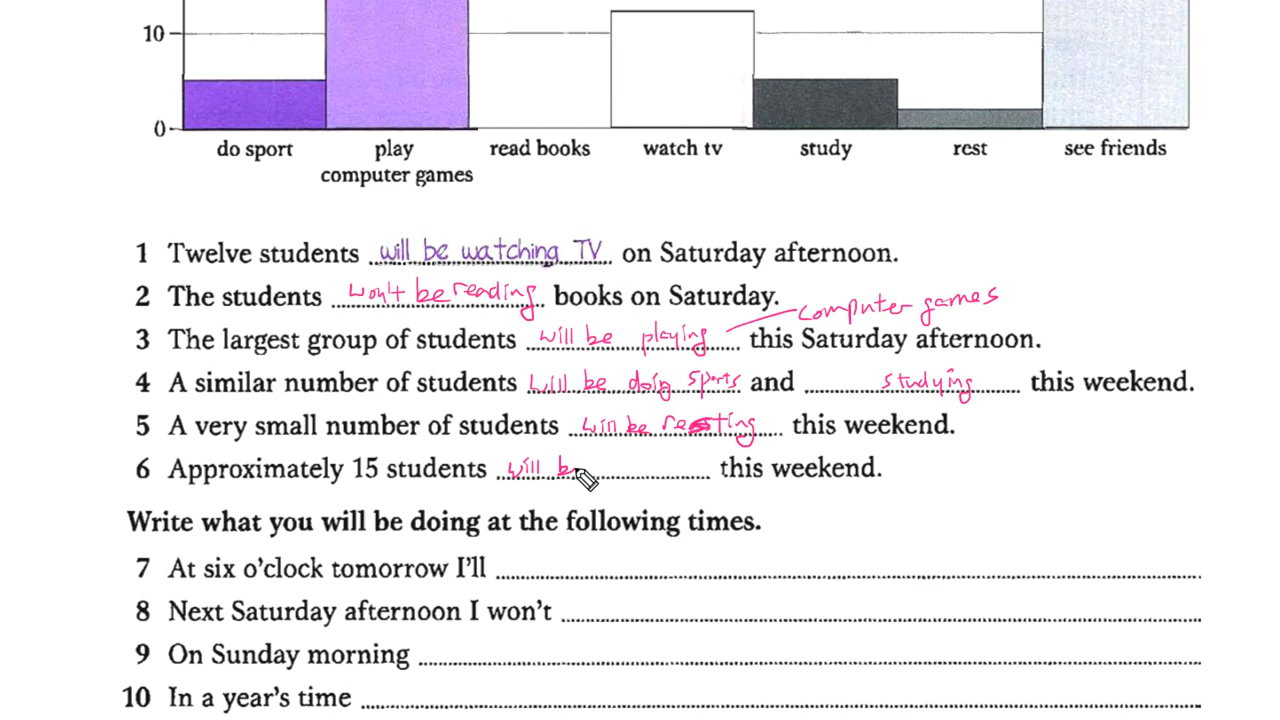 10
0
do sport play computer games read books watch tv study rest see friends
1 Twelve students will be watching TV on Saturday afternoon.
2 The students won't be reading books on Saturday.
computer games
3 The largest group of students will be playing this Saturday afternoon.
4 A similar number of students will be doing sports and studying this weekend.
5 A very small number of students will be resting this weekend.
6 Approximately 15 students will b this weekend.
Write what you will be doing at the following times.
7 At six o'clock tomorrow I'll
8 Next Saturday afternoon I won't
9 On Sunday morning
10 In a year's time